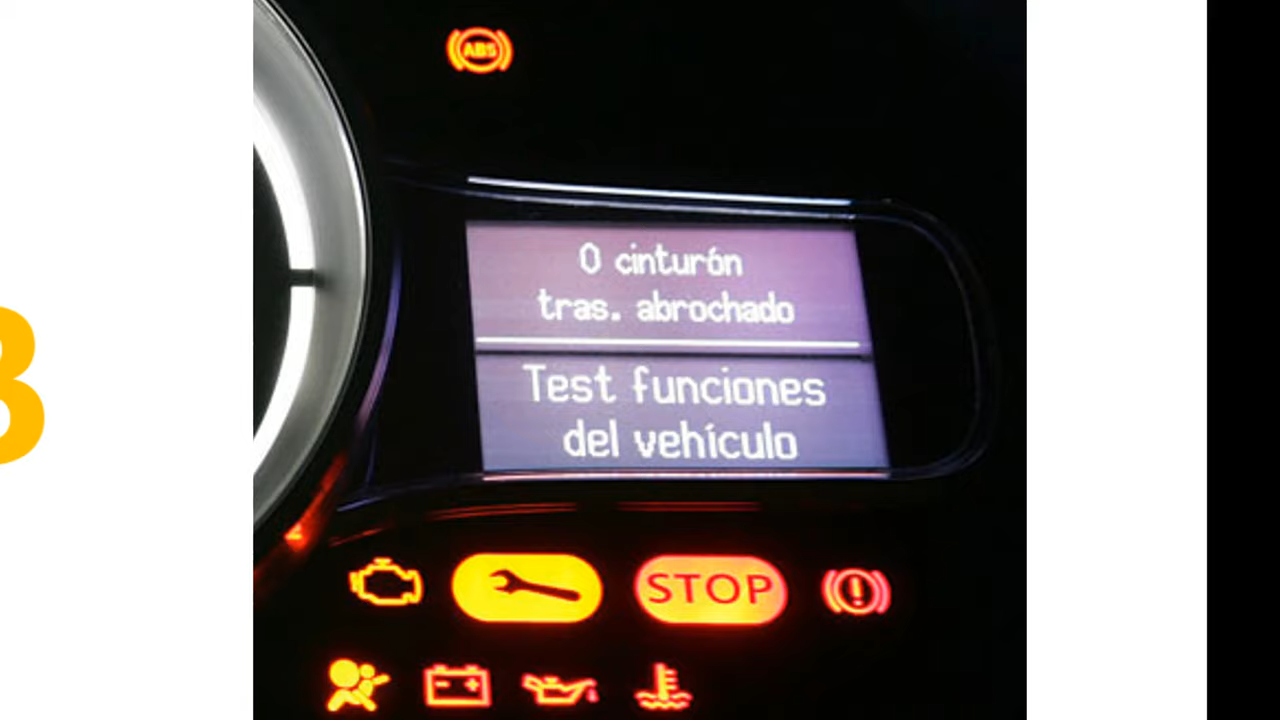 ABS
0 cinturón
tras. abrochado
Test funciones
del vehículo
STOP